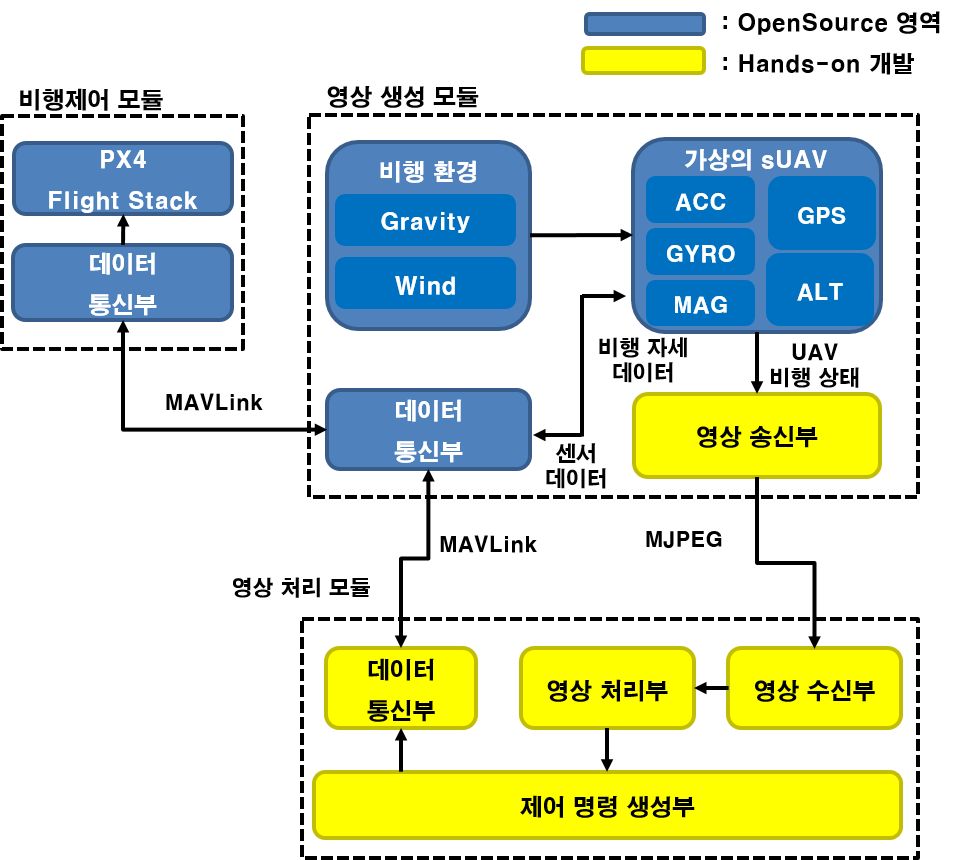 : OpenSource 영역
: Hands-on 개발
비행제어 모듈
PX4
Flight Stack
데이터
통신부
영상 생성 모듈
비행 환경
Gravity
Wind
가상의 sUAV
ACC
GYRO
MAG
GPS
ALT
비행 자세
데이터
UAV
비행 상태
MAVLink
데이터
통신부
센서
데이터
영상 송신부
MAVLink
MJPEG
영상 처리 모듈
데이터
통신부
영상 처리부
영상 수신부
제어 명령 생성부